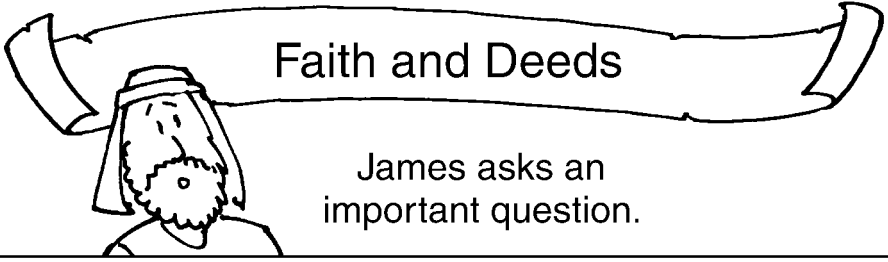 Faith and Deeds
James asks an
important question.